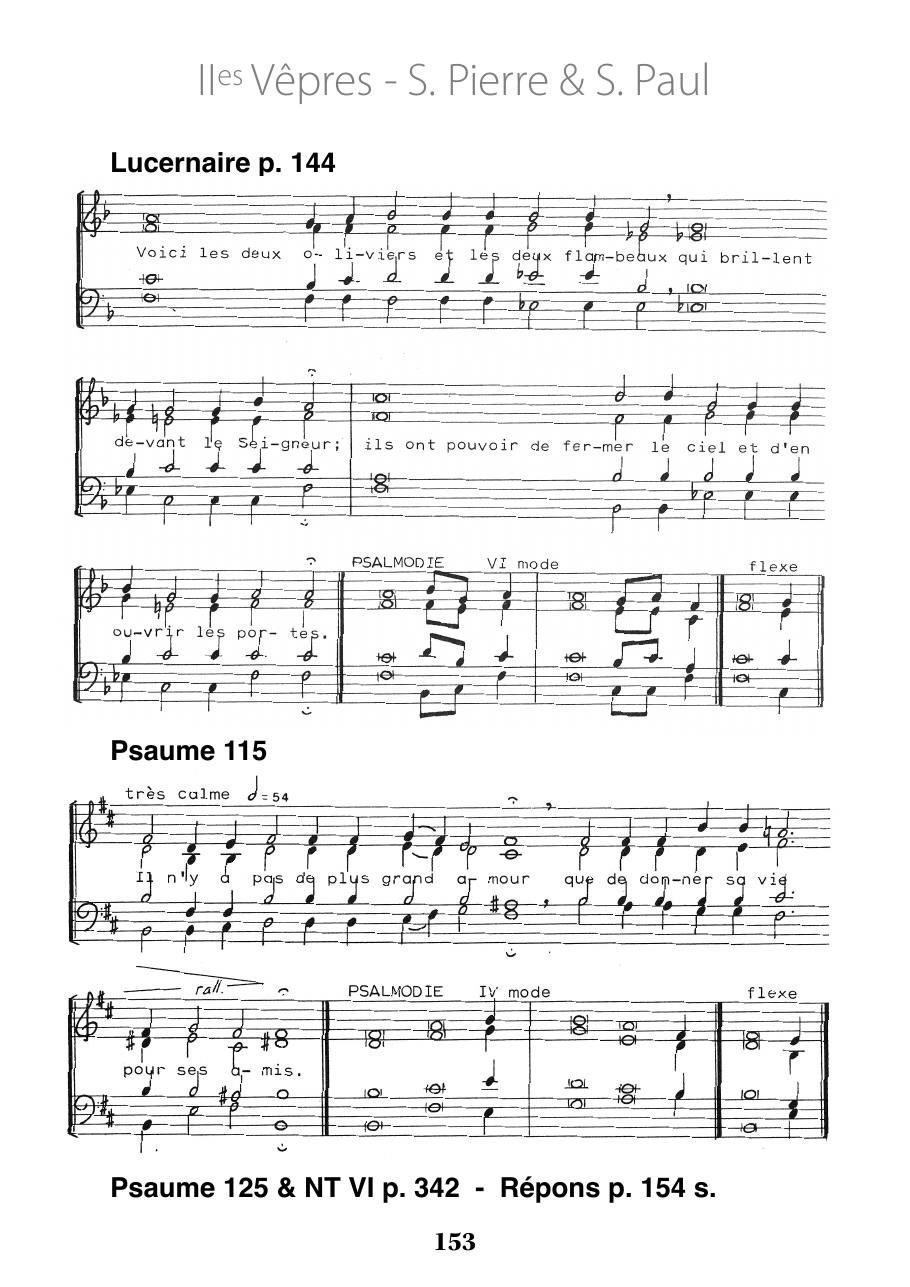 IIes Vêpres - S. Pierre & S. Paul
Lucernaire p. 144
Voici les deux o- li-viers et les deux flam-beaux qui bril-lent
de-vant le Sei-gneur; ils ont pouvoir de fer-mer le ciel et d'en
PSALMODIE VI mode flexe
ou-vrir les por- tes.
Psaume 115
très calme = 54
Il n'y a pas de plus grand a- mour que de don-ner sa vie
rall. PSALMODIE IV mode flexe
pour ses a- mis.
Psaume 125 & NT VI p. 342 - Répons p. 154 s.
153